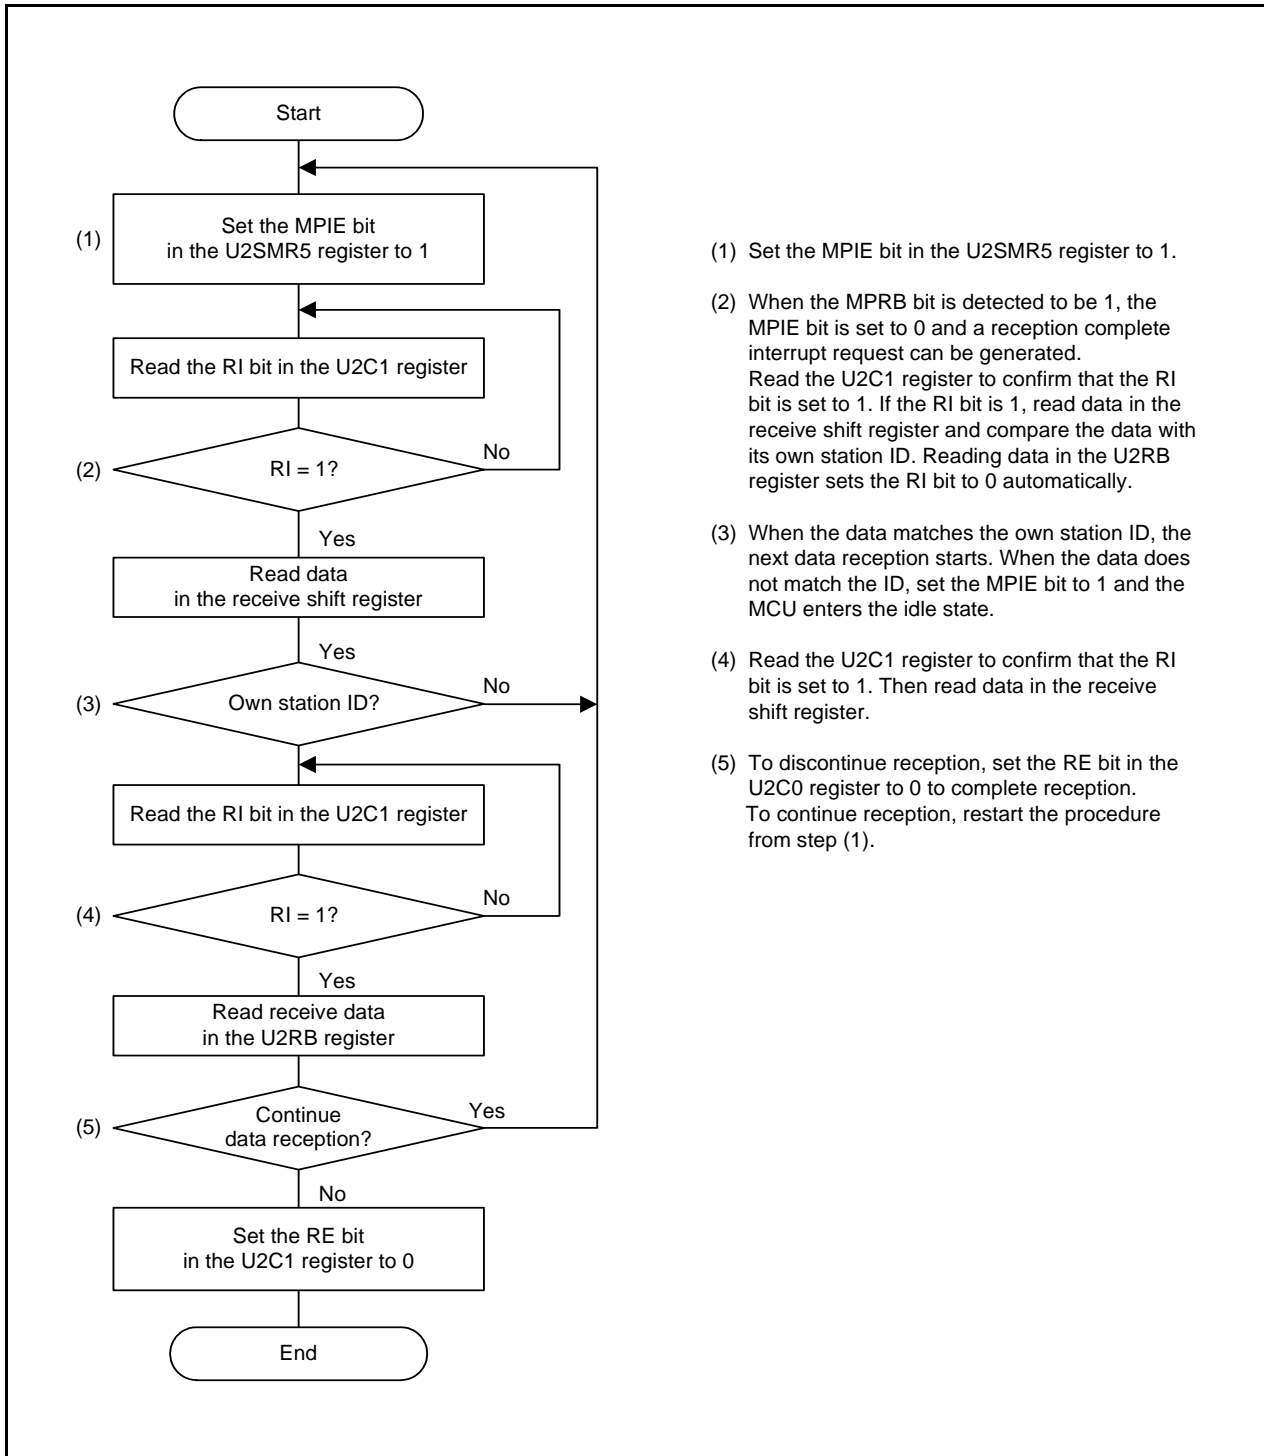 Start
(1)
Set the MPIE bit
in the U2SMR5 register to 1
Read the RI bit in the U2C1 register
(2)
RI = 1?
No
Yes
Read data
in the receive shift register
Yes
(3)
Own station ID?
No
Read the RI bit in the U2C1 register
(4)
RI = 1?
No
Yes
Read receive data
in the U2RB register
(5)
Continue
data reception?
Yes
No
Set the RE bit
in the U2C1 register to 0
End
(1) Set the MPIE bit in the U2SMR5 register to 1.
(2) When the MPRB bit is detected to be 1, the
MPIE bit is set to 0 and a reception complete
interrupt request can be generated.
Read the U2C1 register to confirm that the RI
bit is set to 1. If the RI bit is 1, read data in the
receive shift register and compare the data with
its own station ID. Reading data in the U2RB
register sets the RI bit to 0 automatically.
(3) When the data matches the own station ID, the
next data reception starts. When the data does
not match the ID, set the MPIE bit to 1 and the
MCU enters the idle state.
(4) Read the U2C1 register to confirm that the RI
bit is set to 1. Then read data in the receive
shift register.
(5) To discontinue reception, set the RE bit in the
U2C0 register to 0 to complete reception.
To continue reception, restart the procedure
from step (1).